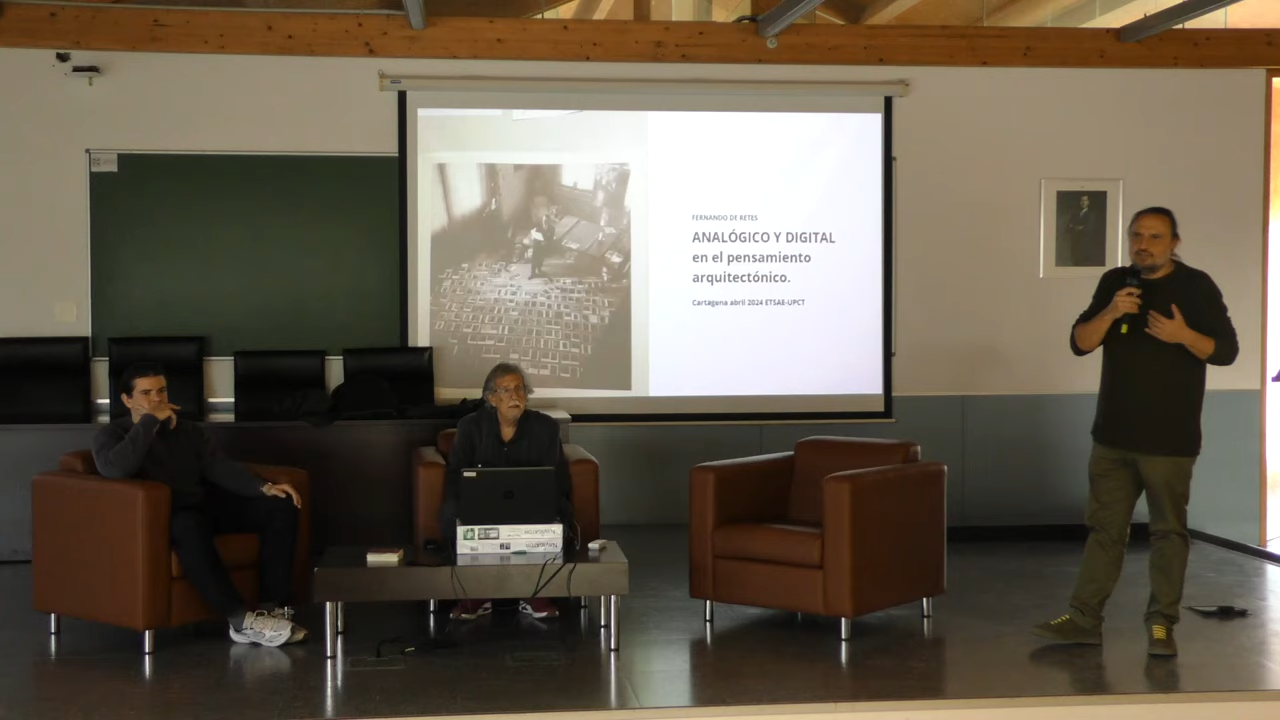 FERNANDO DE RETES
ANALÓGICO Y DIGITAL
en el pensamiento
arquitectónico.
Cartagena abril 2024 ETSAE-UPCT